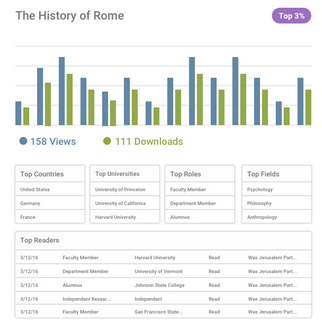 The History of Rome
Top 3%
158 Views
111 Downloads
Top Countries
United States
Germany
France
Top Universities
University of Princeton
University of California
Harvard University
Top Roles
Faculty Member
Department Member
Alumnus
Top Fields
Psychology
Philosophy
Anthropology
Top Readers
3/12/16 Faculty Member Harvard University Read Was Jerusalem Part...
3/12/16 Department Member University of Vermont Read Was Jerusalem Part...
3/12/16 Alumnus Johnson State College Read Was Jerusalem Part...
3/12/16 Independent Resear... Independent Read Was Jerusalem Part...
3/12/16 Faculty Member San Francisco State... Read Was Jerusalem Part...